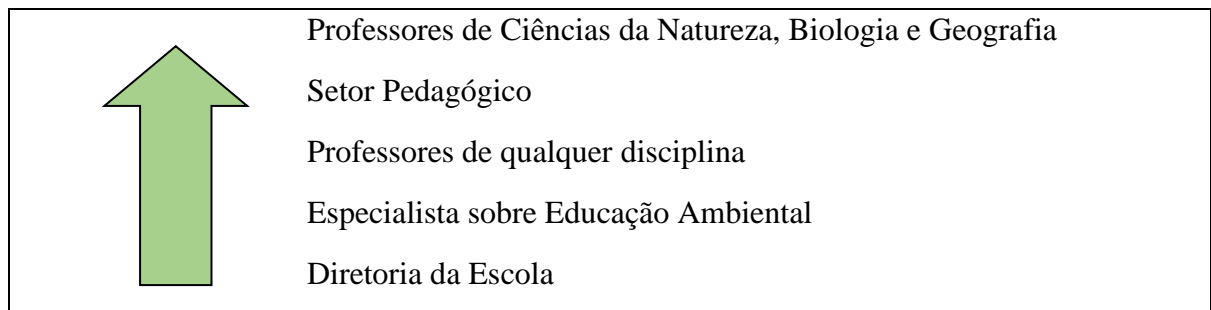 Professores de Ciências da Natureza, Biologia e Geografia
Setor Pedagógico
Professores de qualquer disciplina
Especialista sobre Educação Ambiental
Diretoria da Escola